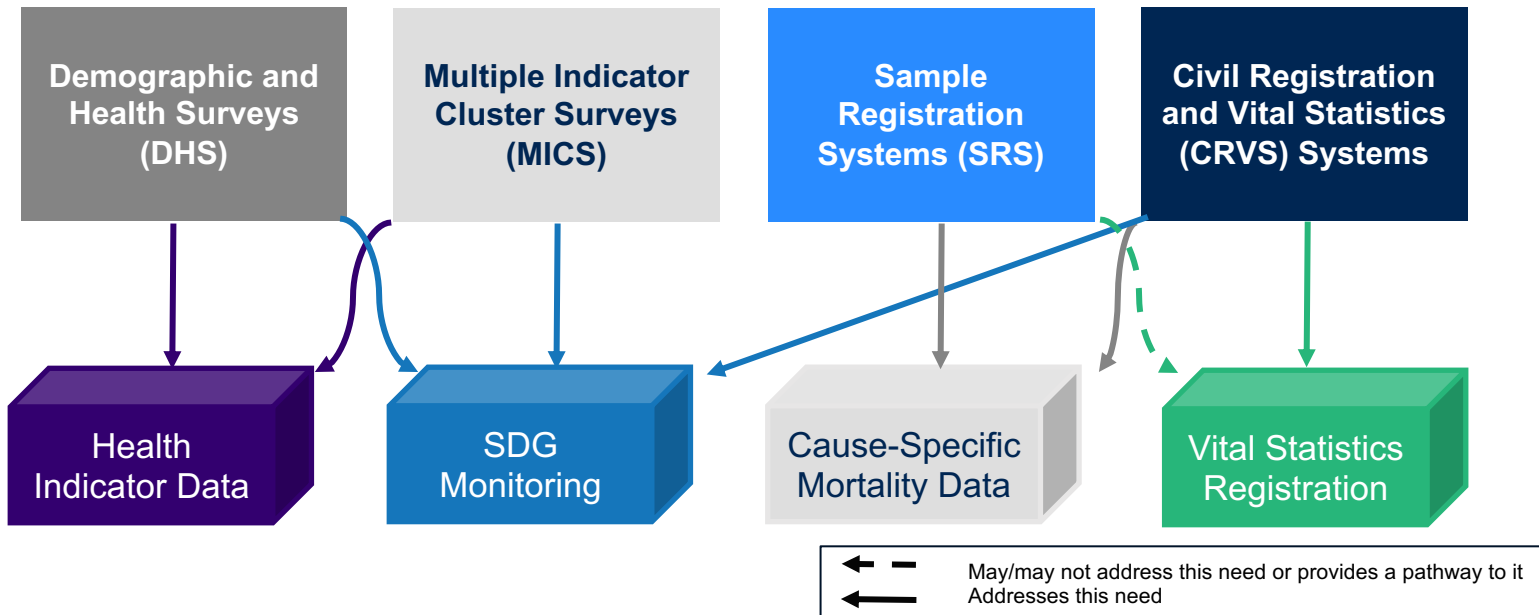 Demographic and
Health Surveys
(DHS)
Multiple Indicator
Cluster Surveys
(MICS)
Sample
Registration
Systems (SRS)
Civil Registration
and Vital Statistics
(CRVS) Systems
Health
Indicator Data
SDG
Monitoring
Cause-Specific
Mortality Data
Vital Statistics
Registration
May/may not address this need or provides a pathway to it
Addresses this need